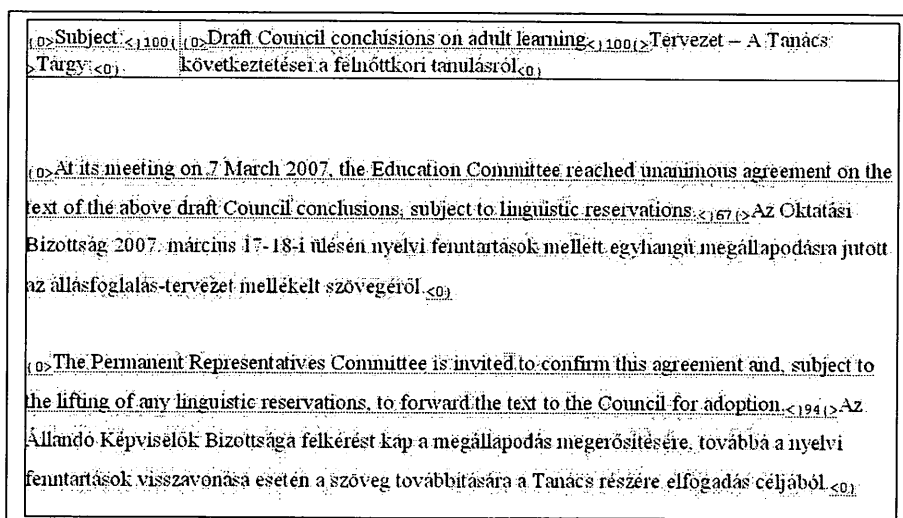 {0>Subject:<}100{ {0>Draft Council conclusions on adult learning<}100{>Tervezet – A Tanács
>Tárgy:<0} következtetései a felnőttkori tanulásról<0}
{0>At its meeting on 7 March 2007, the Education Committee reached unanimous agreement on the
text of the above draft Council conclusions, subject to linguistic reservations.<}67{>Az Oktatási
Bizottság 2007. március 17-18-i ülésén nyelvi fenntartások mellett egyhangú megállapodásra jutott
az állásfoglalás-tervezet mellékelt szövegéről.<0}
{0>The Permanent Representatives Committee is invited to confirm this agreement and, subject to
the lifting of any linguistic reservations, to forward the text to the Council for adoption.<}94{>Az
Állandó Képviselők Bizottsága felkérést kap a megállapodás megerősítésére, továbbá a nyelvi
fenntartások visszavonása esetén a szöveg továbbítására a Tanács részére elfogadás céljából.<0}